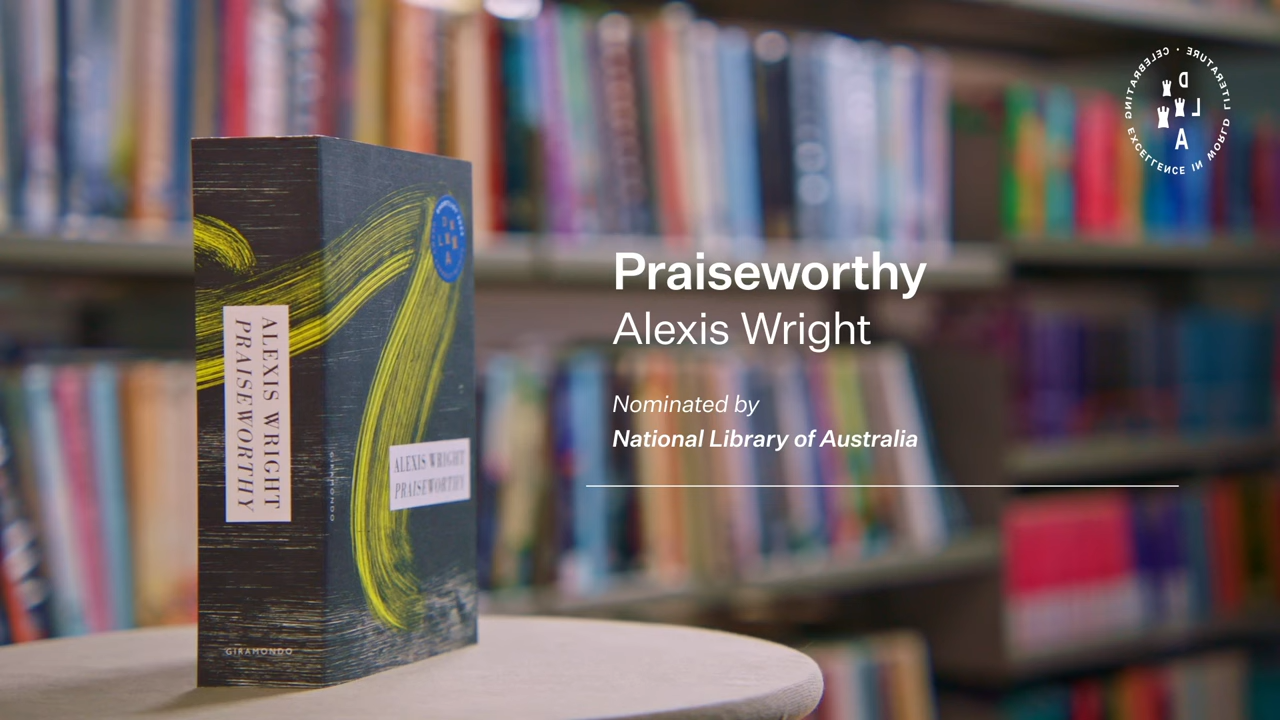 ALEXIS WRIGHT
PRAISEWORTHY
GIRAMONDO
GIRAMONDO
ALEXIS WRIGHT
PRAISEWORTHY
Praiseworthy
Alexis Wright
Nominated by
National Library of Australia
CELEBRATING EXCELLENCE IN WORLD LITERATURE •
D
L
A